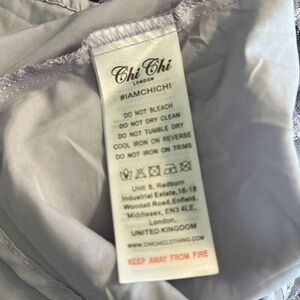 Chi Chi
LONDON
#IAMCHICHI
DO NOT BLEACH
DO NOT DRY CLEAN
DO NOT TUMBLE DRY
COOL IRON ON REVERSE
DO NOT IRON ON TRIMS
Unit 5, Redburn
Industrial Estate,16-18
Woodall Road,Enfield,
Middlesex, EN3 4LE,
London,
UNITED KINGDOM
WWW.CHICHICLOTHING.COM
KEEP AWAY FROM FIRE